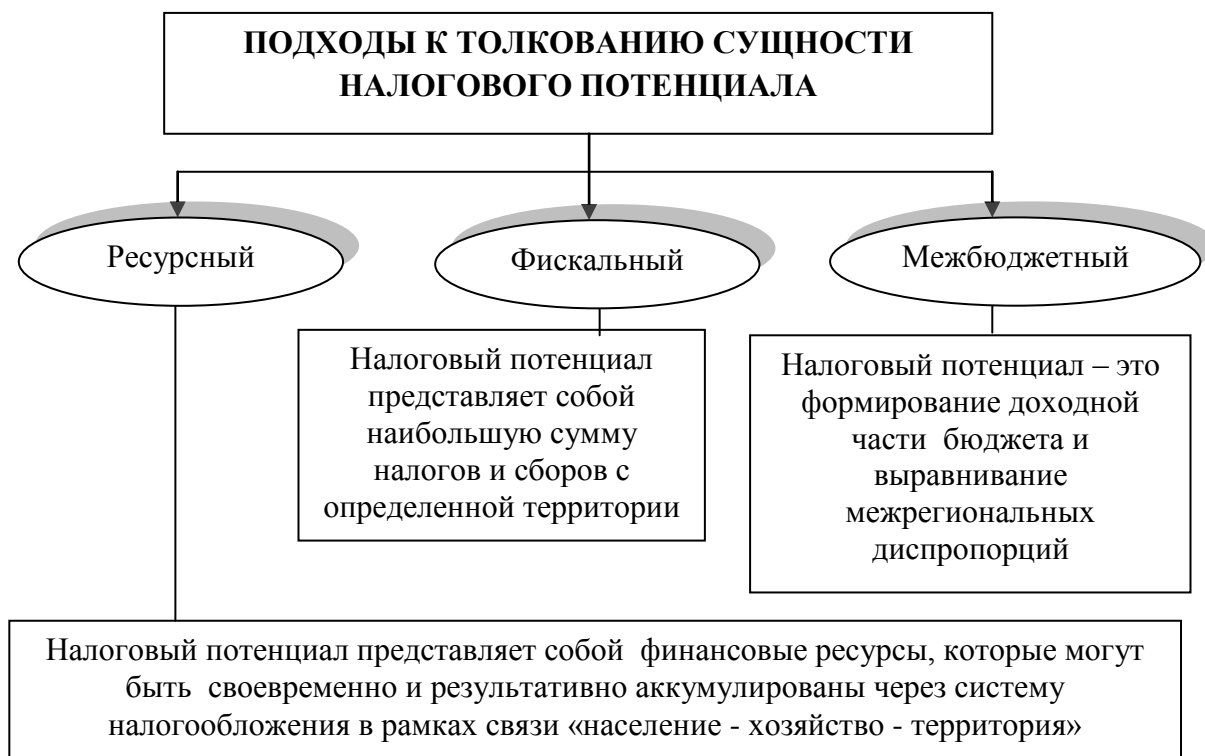 ПОДХОДЫ К ТОЛКОВАНИЮ СУЩНОСТИ
НАЛОГОВОГО ПОТЕНЦИАЛА
Ресурсный
Фискальный
Межбюджетный
Налоговый потенциал
представляет собой
наибольшую сумму
налогов и сборов с
определенной территории
Налоговый потенциал – это
формирование доходной
части бюджета и
выравнивание
межрегиональных
диспропорций
Налоговый потенциал представляет собой финансовые ресурсы, которые могут
быть своевременно и результативно аккумулированы через систему
налогообложения в рамках связи «население - хозяйство - территория»